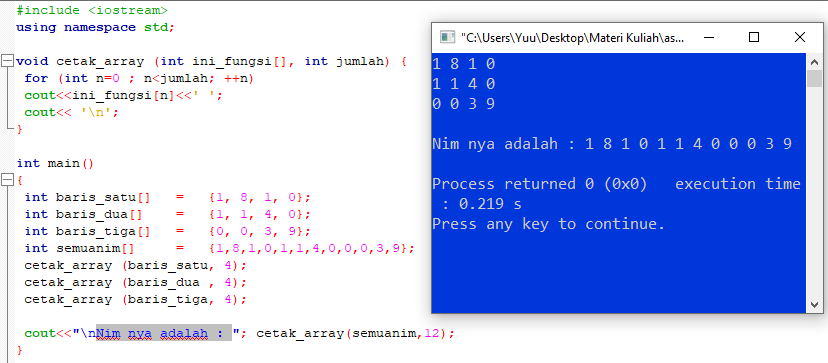 #include <iostream>
using namespace std;
void cetak_array (int ini_fungsi[], int jumlah) {
for (int n=0 ; n<jumlah; ++n)
cout<<ini_fungsi[n]<<' ';
cout<< '\n';
}
int main()
{
int baris_satu[]   =   {1, 8, 1, 0};
int baris_dua[]    =   {1, 1, 4, 0};
int baris_tiga[]   =   {0, 0, 3, 9};
int semuanim[]     =   {1,8,1,0,1,1,4,0,0,0,3,9};
cetak_array (baris_satu, 4);
cetak_array (baris_dua , 4);
cetak_array (baris_tiga, 4);
cout<<"\nNim nya adalah : "; cetak_array(semuanim,12);
}
"C:\Users\Yuu\Desktop\Materi Kuliah\as...
1 8 1 0
1 1 4 0
0 0 3 9
Nim nya adalah : 1 8 1 0 1 1 4 0 0 0 3 9
Process returned 0 (0x0)   execution time
: 0.219 s
Press any key to continue.